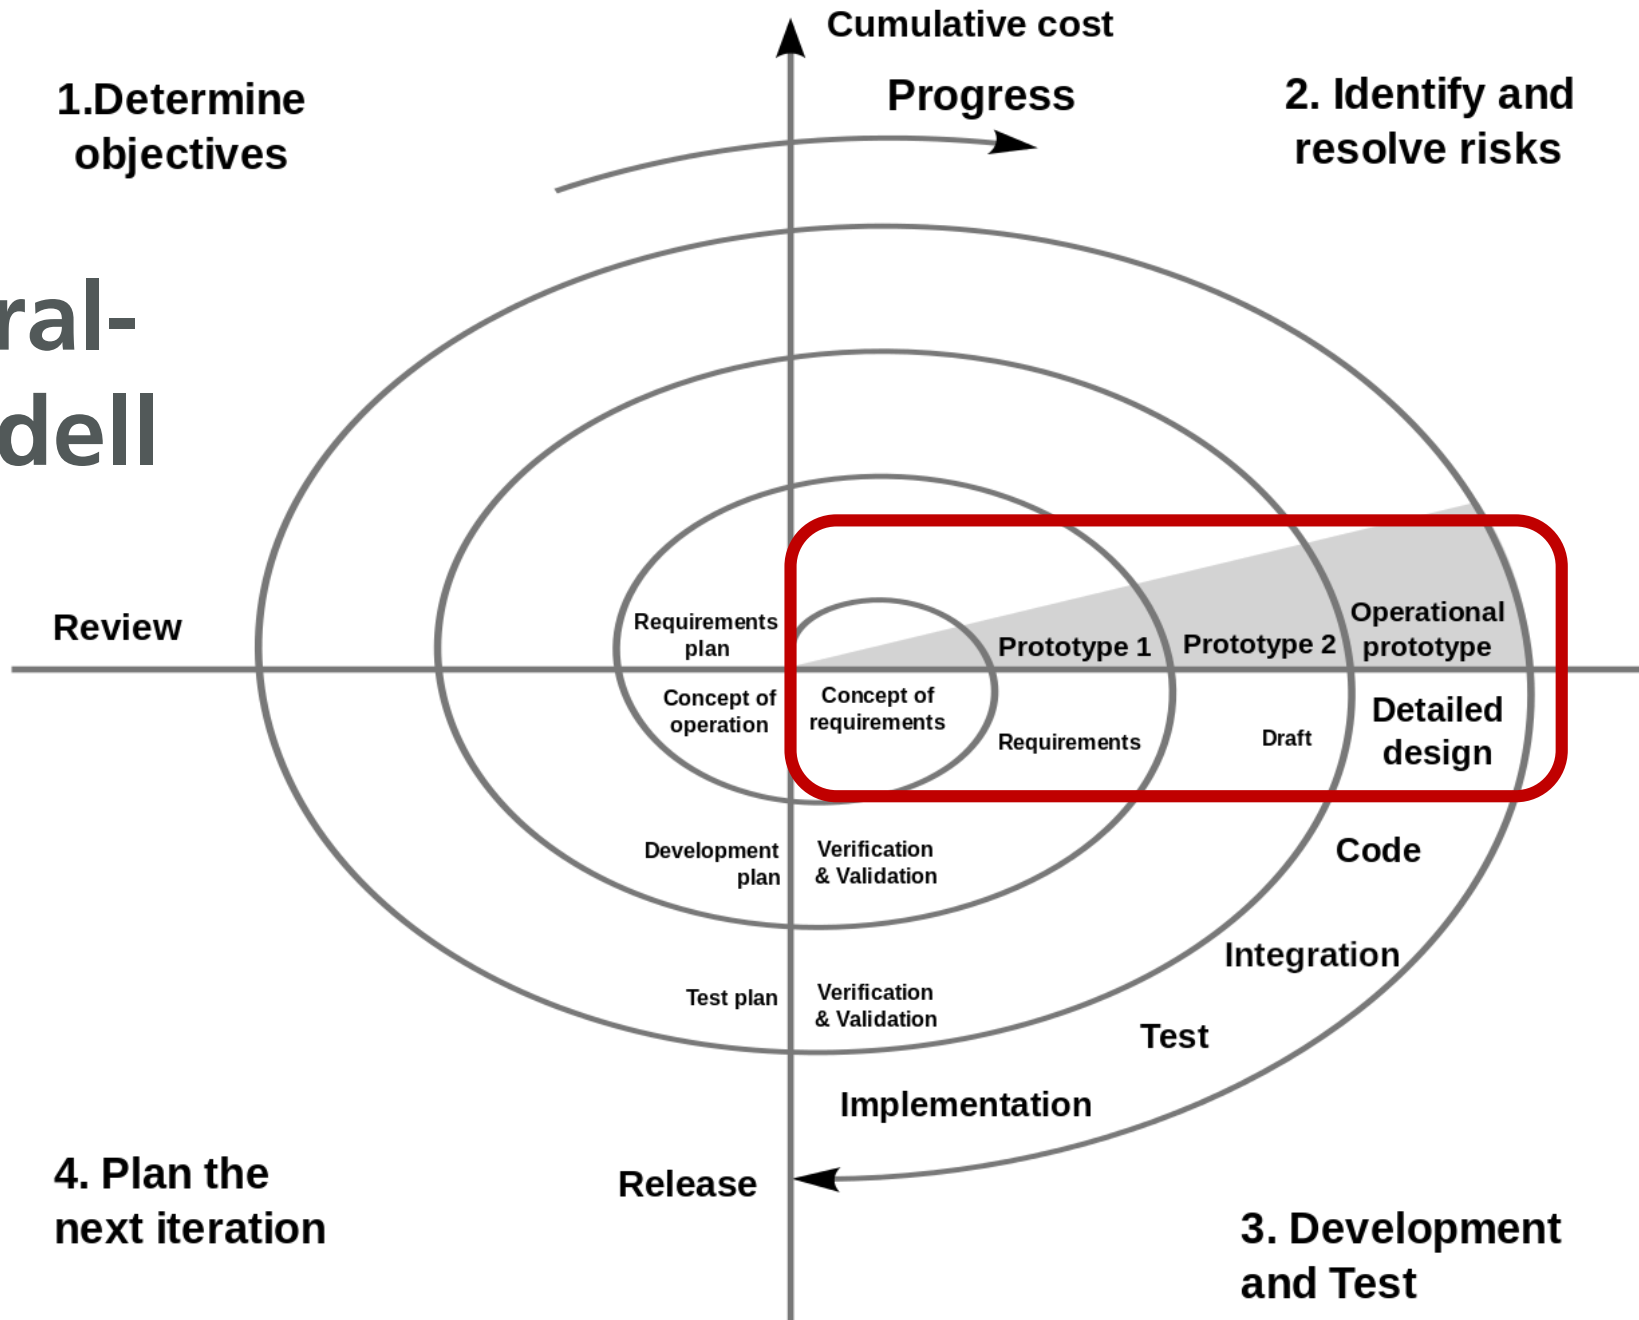 Cumulative cost
Progress
1.Determine
objectives
2. Identify and
resolve risks
ral-
dell
Review
Requirements
plan
Prototype 1
Prototype 2
Operational
prototype
Concept of
operation
Concept of
requirements
Requirements
Draft
Detailed
design
Development
plan
Verification
& Validation
Code
Integration
Test plan
Verification
& Validation
Test
Implementation
Release
4. Plan the
next iteration
3. Development
and Test